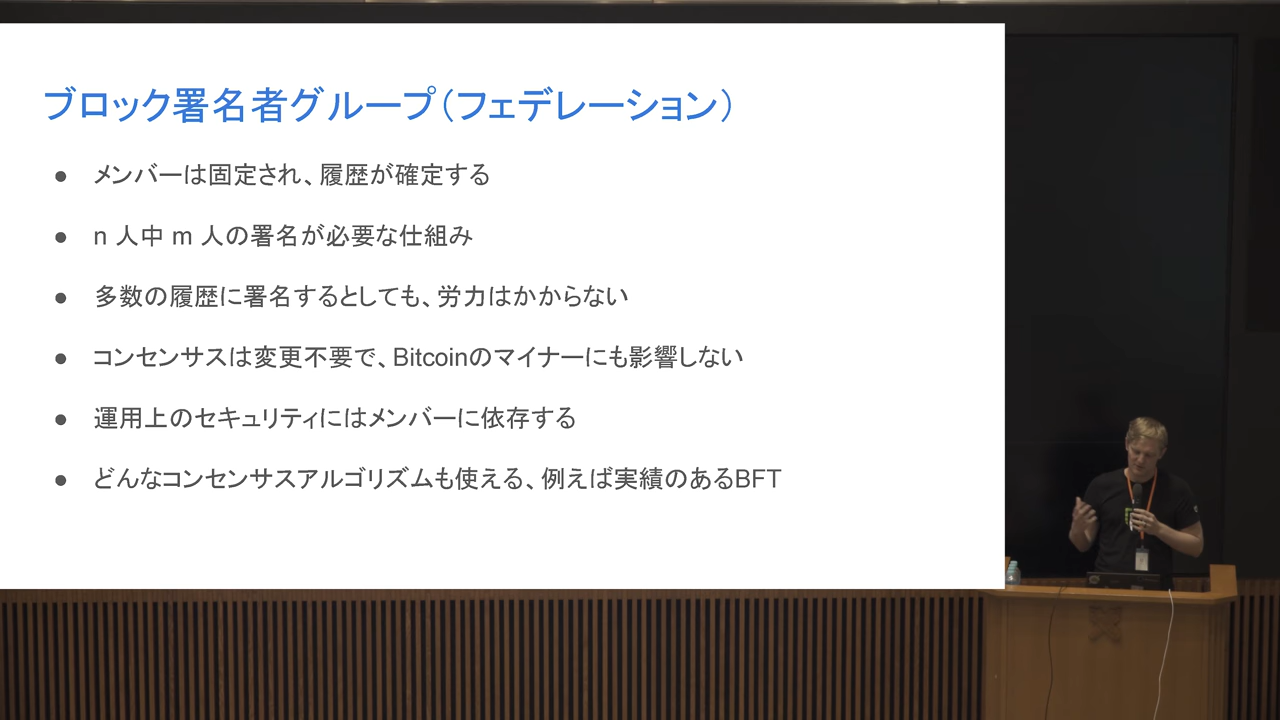 ブロック署名者グループ（フェデレーション）
● メンバーは固定され、履歴が確定する
● n 人中 m 人の署名が必要な仕組み
● 多数の履歴に署名するとしても、労力はかからない
● コンセンサスは変更不要で、Bitcoinのマイナーにも影響しない
● 運用上のセキュリティにはメンバーに依存する
● どんなコンセンサスアルゴリズムも使える、例えば実績のあるBFT